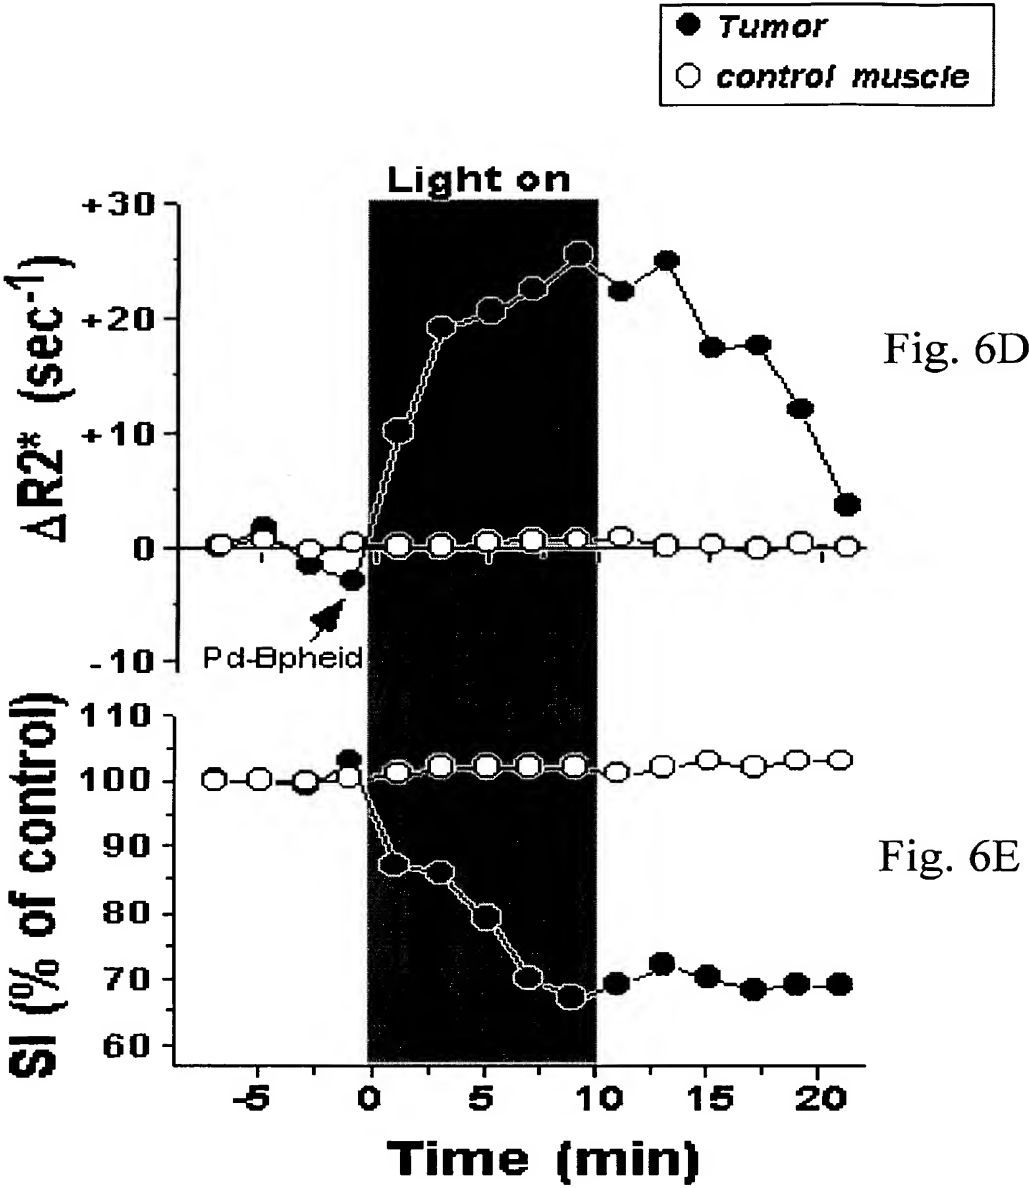 Tumor
control muscle
Light on
+30
+20
+10
0
-10
ΔR2* (sec-1)
Fig. 6D
Pd-Bpheid
110
100
90
80
70
60
SI (% of control)
Fig. 6E
-5 0 5 10 15 20
Time (min)